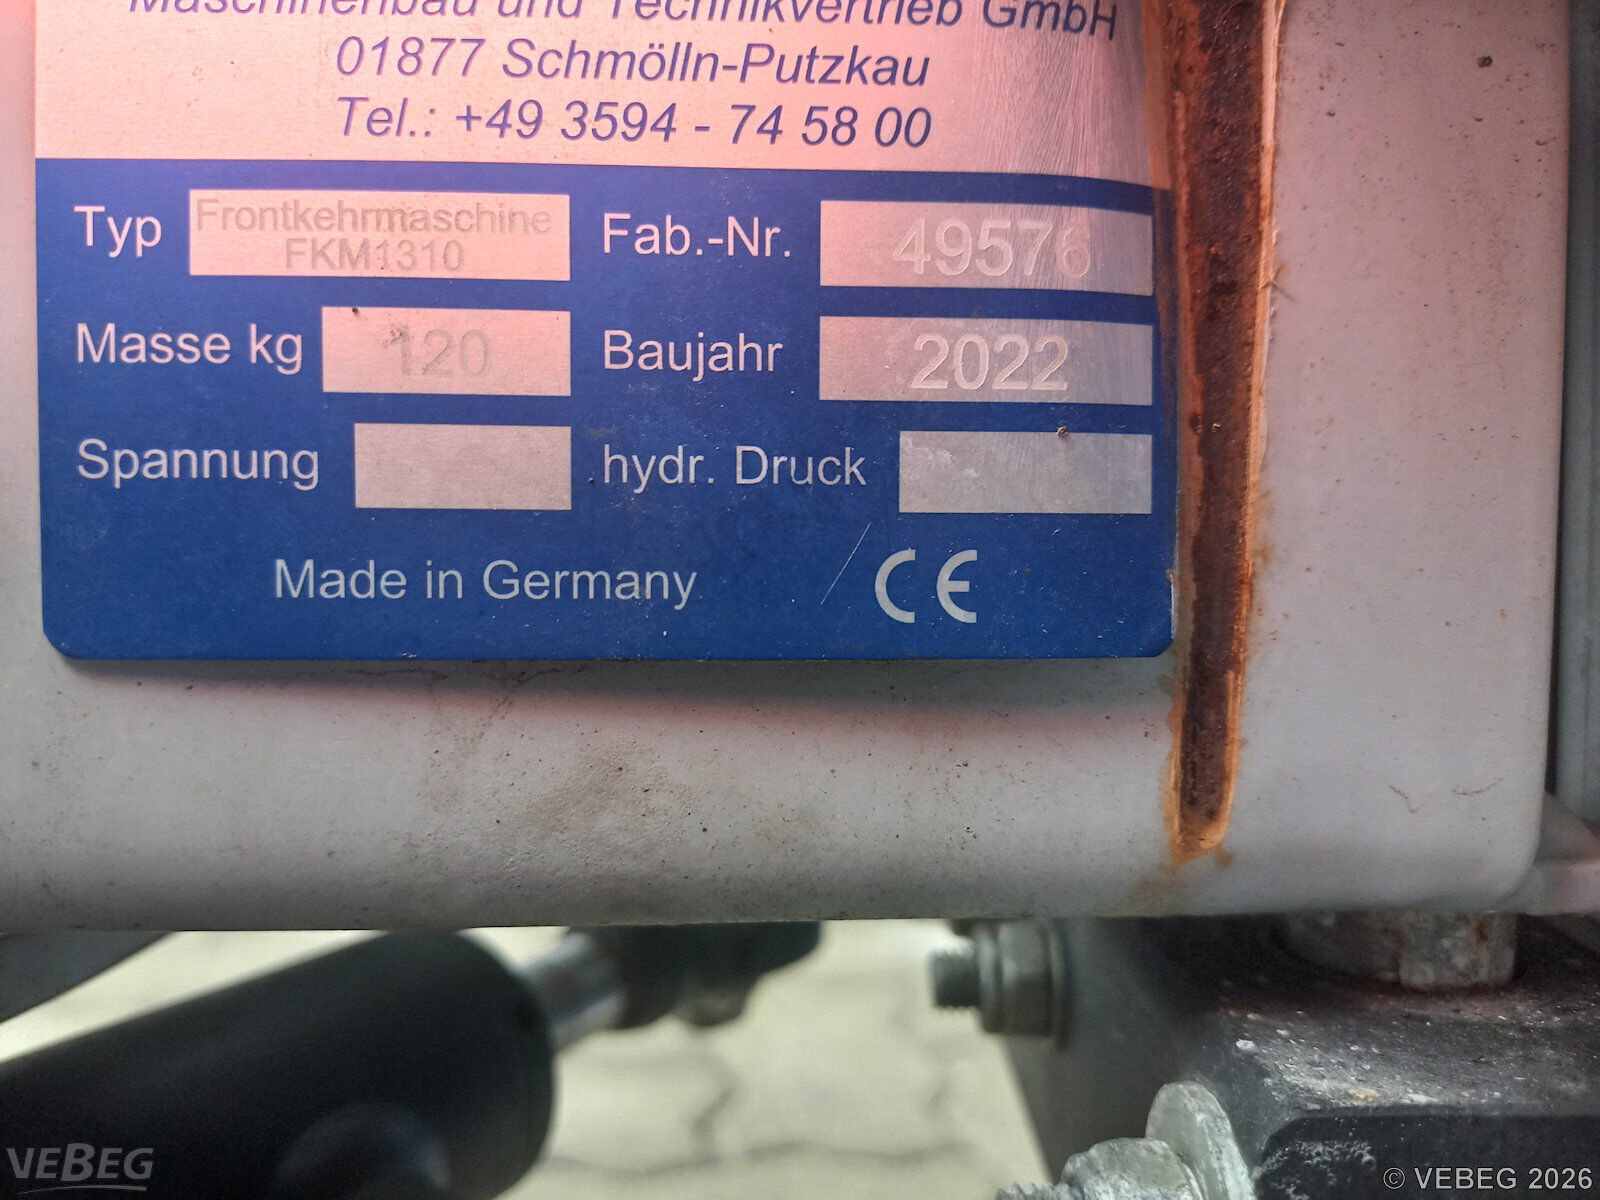 Maschinenbau und Technikvertrieb GmbH
01877 Schmölln-Putzkau
Tel.: +49 3594 - 74 58 00
Typ Frontkehrmaschine FKM1310 Fab.-Nr. 49576
Masse kg 120 Baujahr 2022
Spannung hydr. Druck
Made in Germany CE
VEBEG
© VEBEG 2026